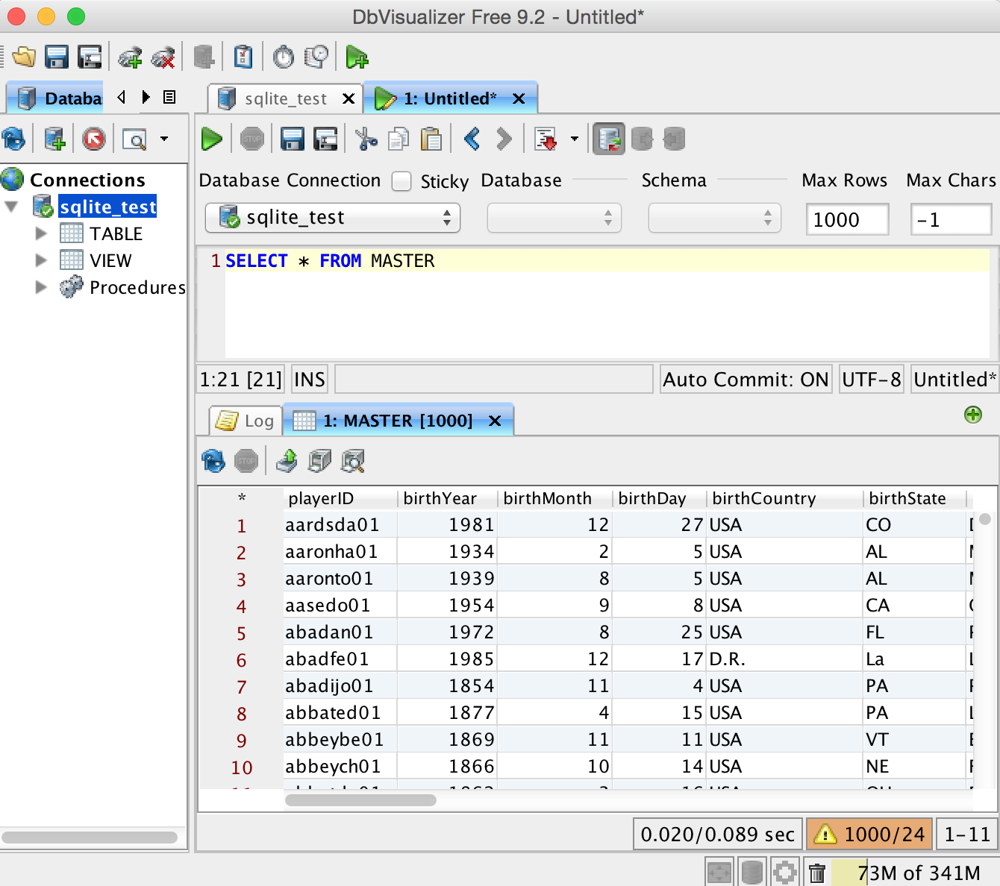 DbVisualizer Free 9.2 - Untitled*
Databa
sqlite_test
1: Untitled*
STOP
Connections
sqlite_test
TABLE
VIEW
Procedures
Database Connection Sticky Database Schema Max Rows Max Chars
sqlite_test 1000 -1
1 SELECT * FROM MASTER
1:21 [21] INS Auto Commit: ON UTF-8 Untitled*
Log 1: MASTER [1000]
STOP
* playerID birthYear birthMonth birthDay birthCountry birthState
1 aardsda01 1981 12 27 USA CO
2 aaronha01 1934 2 5 USA AL
3 aaronto01 1939 8 5 USA AL
4 aasedo01 1954 9 8 USA CA
5 abadan01 1972 8 25 USA FL
6 abadfe01 1985 12 17 D.R. La
7 abadijo01 1854 11 4 USA PA
8 abbated01 1877 4 15 USA PA
9 abbeybe01 1869 11 11 USA VT
10 abbeych01 1866 10 14 USA NE
0.020/0.089 sec 1000/24 1-11
73M of 341M